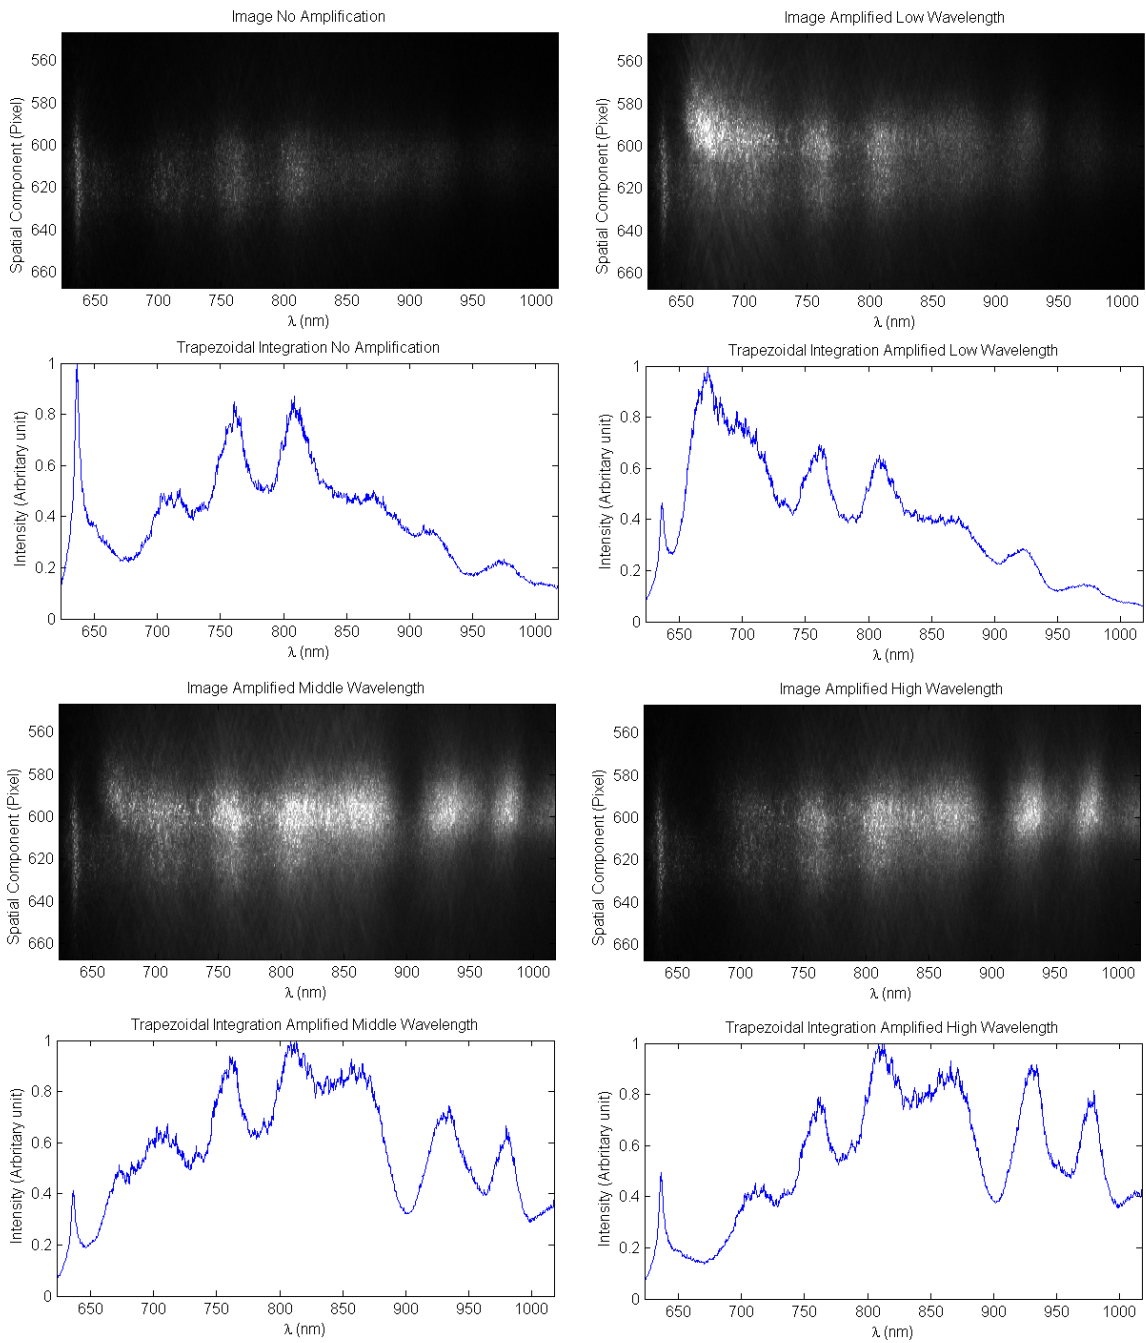 Image No Amplification
Spatial Component (Pixel)
560
580
600
620
640
660
650 700 750 800 850 900 950 1000
λ (nm)
Image Amplified Low Wavelength
Spatial Component (Pixel)
560
580
600
620
640
660
650 700 750 800 850 900 950 1000
λ (nm)
Trapezoidal Integration No Amplification
Intensity (Arbritary unit)
1
0.8
0.6
0.4
0.2
0
650 700 750 800 850 900 950 1000
λ (nm)
Trapezoidal Integration Amplified Low Wavelength
Intensity (Arbritary unit)
1
0.8
0.6
0.4
0.2
0
650 700 750 800 850 900 950 1000
λ (nm)
Image Amplified Middle Wavelength
Spatial Component (Pixel)
560
580
600
620
640
660
650 700 750 800 850 900 950 1000
λ (nm)
Image Amplified High Wavelength
Spatial Component (Pixel)
560
580
600
620
640
660
650 700 750 800 850 900 950 1000
λ (nm)
Trapezoidal Integration Amplified Middle Wavelength
Intensity (Arbritary unit)
1
0.8
0.6
0.4
0.2
0
650 700 750 800 850 900 950 1000
λ (nm)
Trapezoidal Integration Amplified High Wavelength
Intensity (Arbritary unit)
1
0.8
0.6
0.4
0.2
0
650 700 750 800 850 900 950 1000
λ (nm)